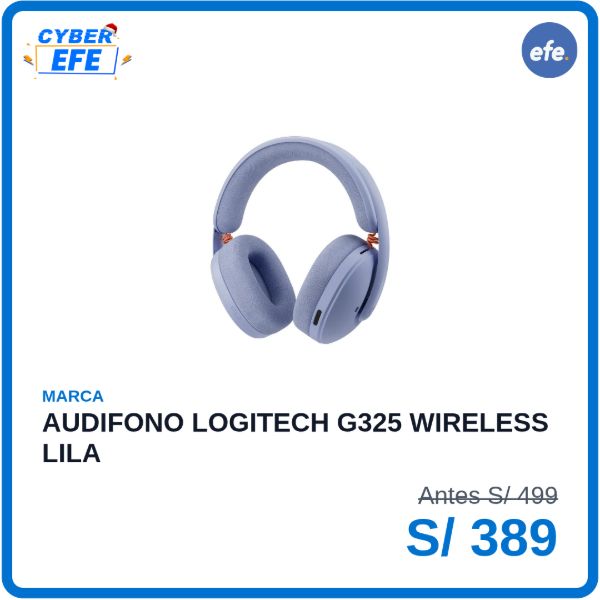 CYBER
EFE
efe.
MARCA
AUDIFONO LOGITECH G325 WIRELESS
LILA
Antes S/ 499
S/ 389